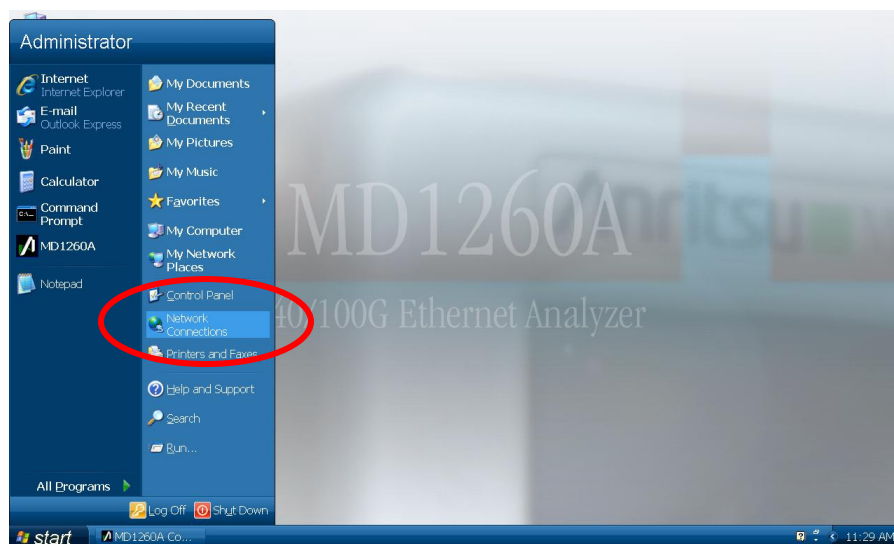 Administrator
Internet
Internet Explorer
E-mail
Outlook Express
Paint
Calculator
Command
Prompt
MD1260A
Notepad
All Programs
My Documents
My Recent
Documents
My Pictures
My Music
Favorites
My Computer
My Network
Places
Control Panel
Network
Connections
Printers and Faxes
Help and Support
Search
Run...
Log Off
Shut Down
MD1260A
40/100G Ethernet Analyzer
Anritsu
start
MD1260A Co...
11:29 AM